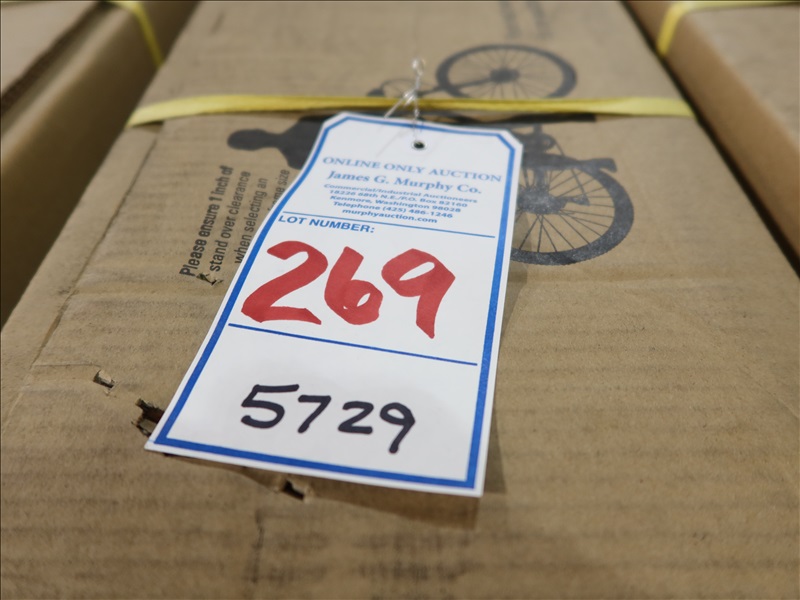 ONLINE ONLY AUCTION
James G. Murphy Co.
Commercial/Industrial Auctioneers
18226 68th N.E./P.O. Box 82160
Kenmore, Washington 98028
Telephone (425) 486-1246
murphyauction.com
LOT NUMBER:
269
5729
Please ensure 1 inch of
stand over clearance
when selecting an
size